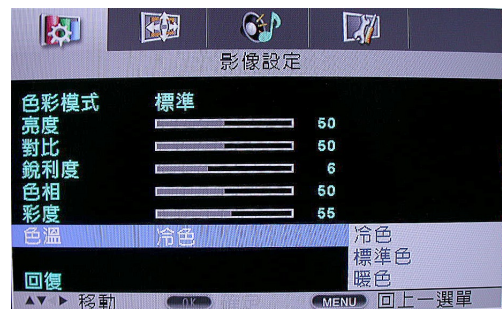 影像設定
色彩模式 標準
亮度 50
對比 50
銳利度 6
色相 50
彩度 55
色溫 冷色 冷色
標準色
回復 暖色
▲▼ ▶ 移動 OK 確定 MENU 回上一選單